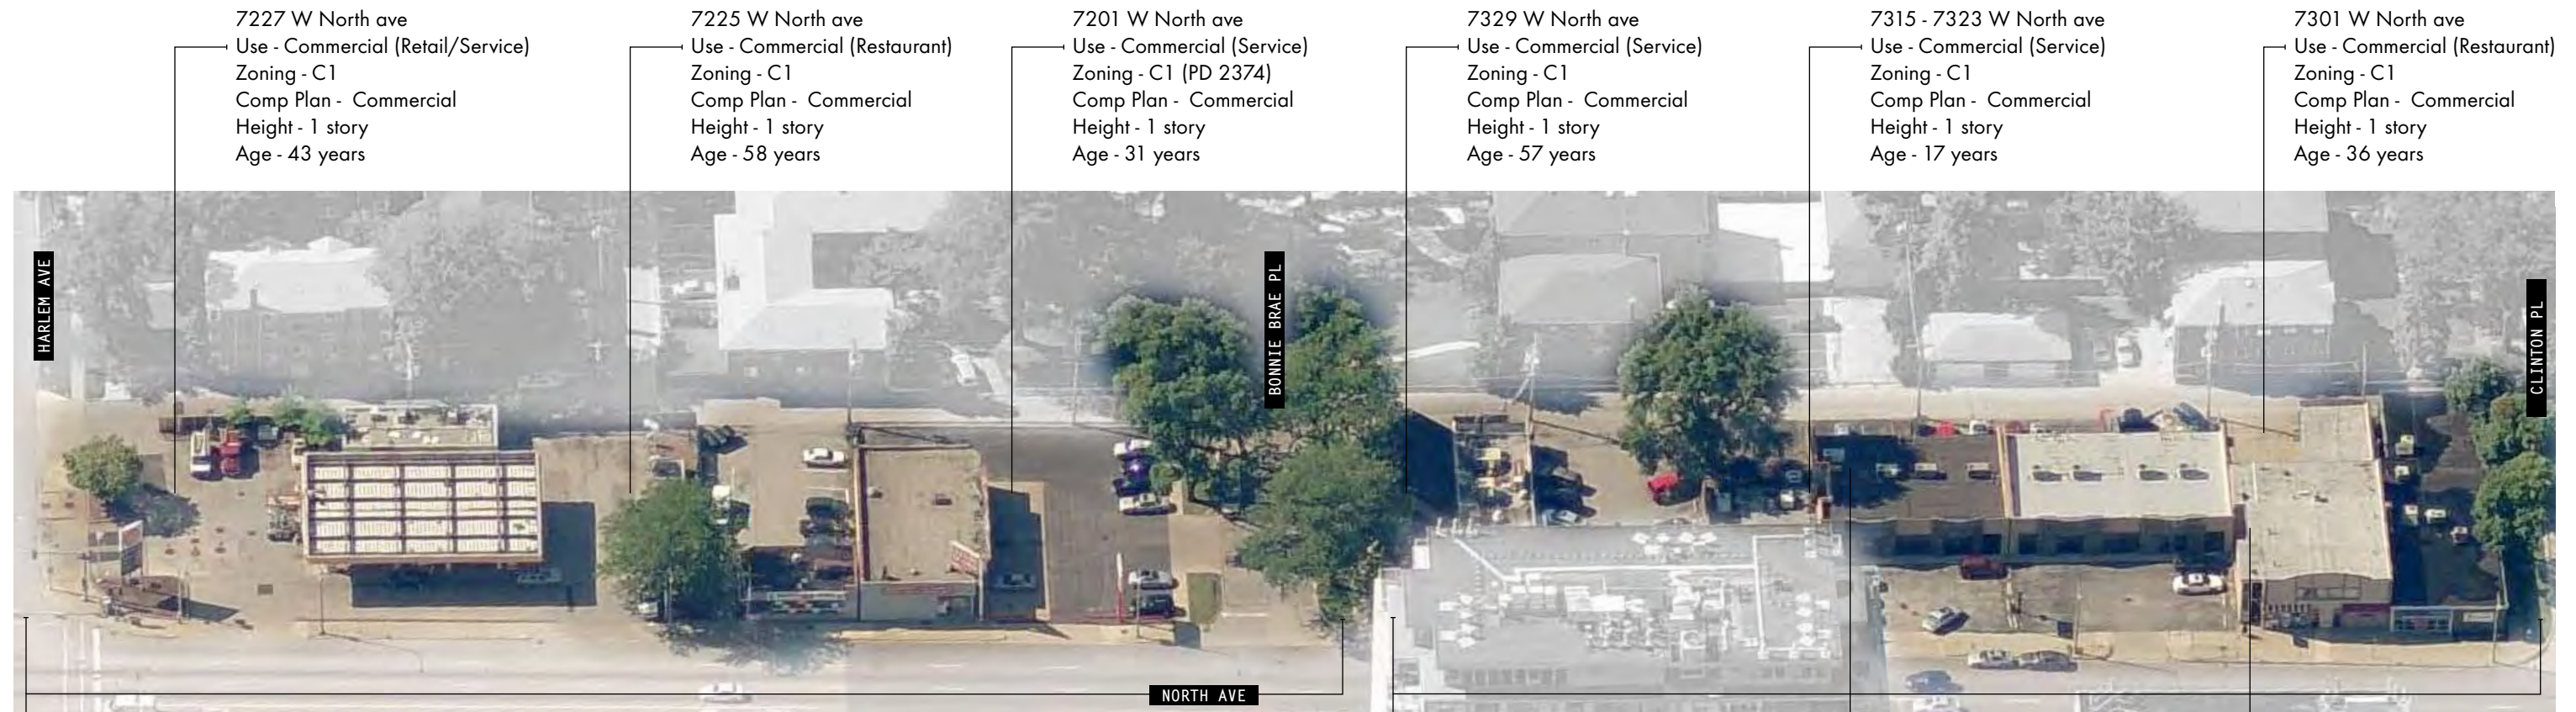 7227 W North ave
Use - Commercial (Retail/Service)
Zoning - C1
Comp Plan -  Commercial
Height - 1 story
Age - 43 years
7225 W North ave
Use - Commercial (Restaurant)
Zoning - C1
Comp Plan -  Commercial
Height - 1 story
Age - 58 years
7201 W North ave
Use - Commercial (Service)
Zoning - C1 (PD 2374)
Comp Plan -  Commercial
Height - 1 story
Age - 31 years
7329 W North ave
Use - Commercial (Service)
Zoning - C1
Comp Plan -  Commercial
Height - 1 story
Age - 57 years
7315 - 7323 W North ave
Use - Commercial (Service)
Zoning - C1
Comp Plan -  Commercial
Height - 1 story
Age - 17 years
7301 W North ave
Use - Commercial (Restaurant)
Zoning - C1
Comp Plan -  Commercial
Height - 1 story
Age - 36 years
HARLEM AVE
BONNIE BRAE PL
CLINTON PL
NORTH AVE